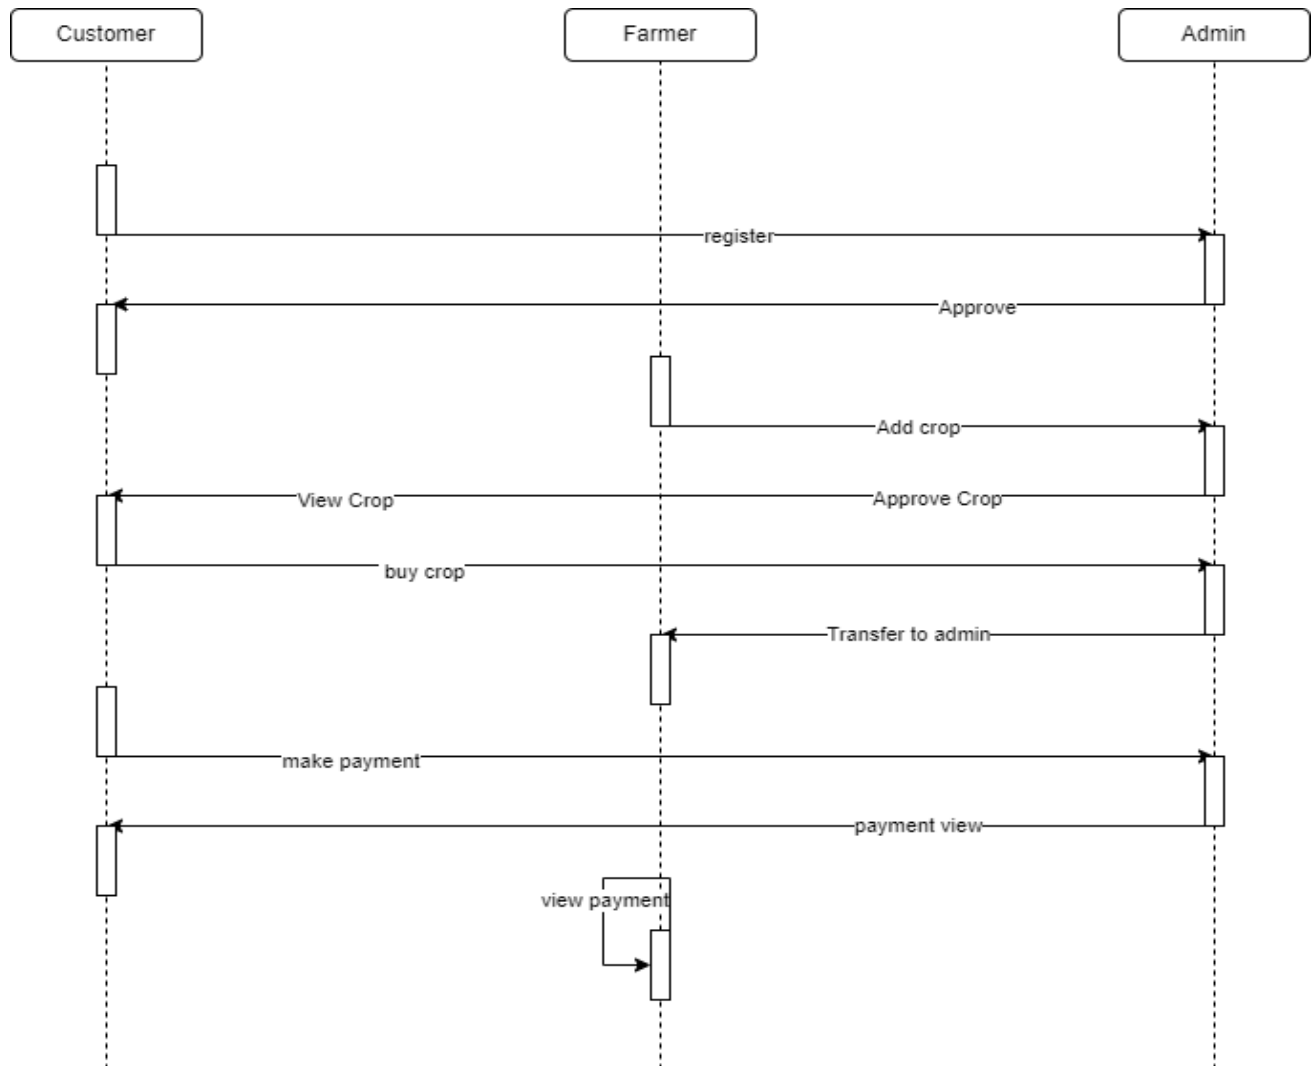 Customer
Farmer
Admin
register
Approve
Add crop
View Crop
Approve Crop
buy crop
Transfer to admin
make payment
payment view
view payment